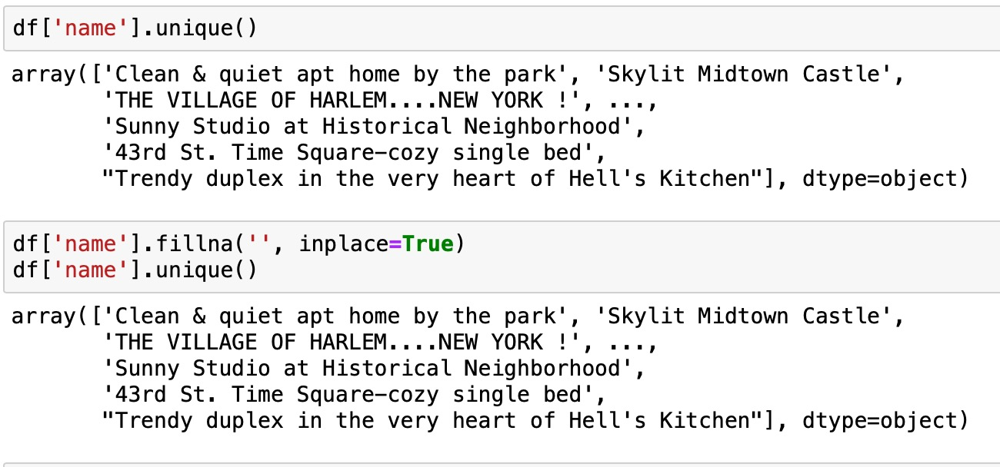 df['name'].unique()
array(['Clean & quiet apt home by the park', 'Skylit Midtown Castle',
'THE VILLAGE OF HARLEM....NEW YORK !', ...,
'Sunny Studio at Historical Neighborhood',
'43rd St. Time Square-cozy single bed',
"Trendy duplex in the very heart of Hell's Kitchen"], dtype=object)
df['name'].fillna('', inplace=True)
df['name'].unique()
array(['Clean & quiet apt home by the park', 'Skylit Midtown Castle',
'THE VILLAGE OF HARLEM....NEW YORK !', ...,
'Sunny Studio at Historical Neighborhood',
'43rd St. Time Square-cozy single bed',
"Trendy duplex in the very heart of Hell's Kitchen"], dtype=object)